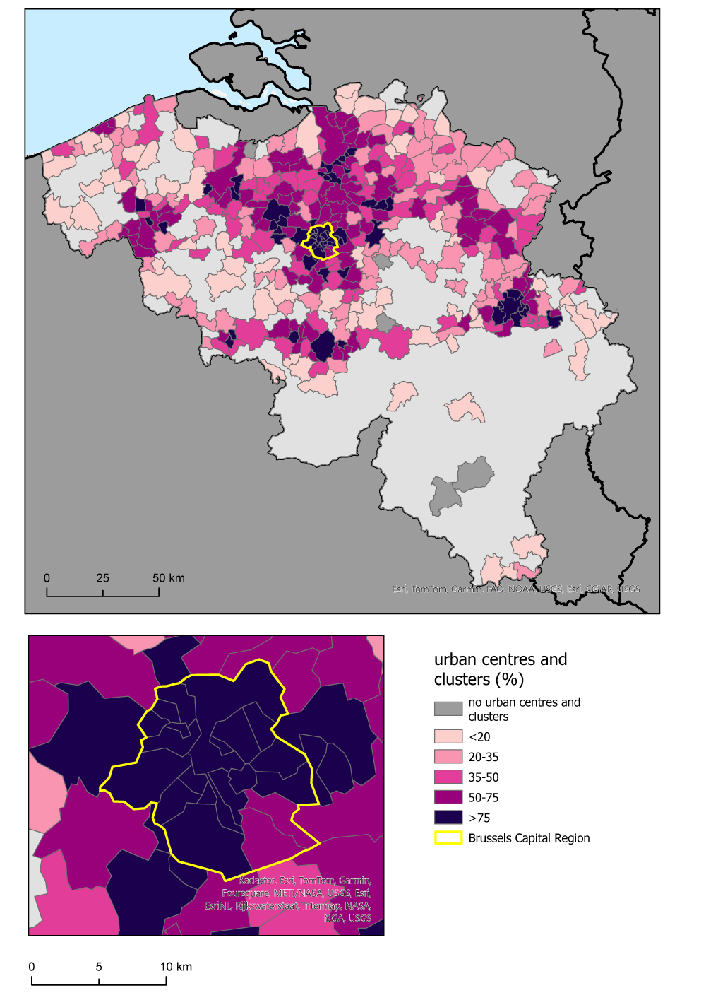 0 25 50 km
Esri, TomTom, Garmin, FAO, NOAA, USGS, Esri, CGIAR, USGS
urban centres and
clusters (%)
no urban centres and
clusters
<20
20-35
35-50
50-75
>75
Brussels Capital Region
Kadaster, Esri, TomTom, Garmin,
Foursquare, METI/NASA, USGS, Esri,
EsriNL, Rijkswaterstaat, Intermap, NASA,
NGA, USGS
0 5 10 km